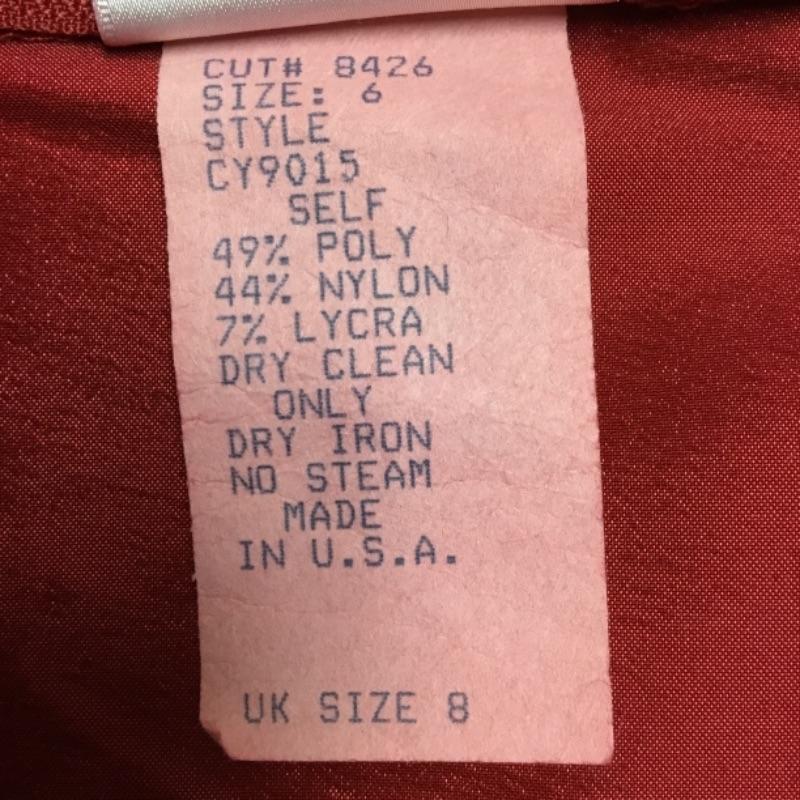 CUT# 8426
SIZE: 6
STYLE
CY9015
SELF
49% POLY
44% NYLON
7% LYCRA
DRY CLEAN
ONLY
DRY IRON
NO STEAM
MADE
IN U.S.A.
UK SIZE 8